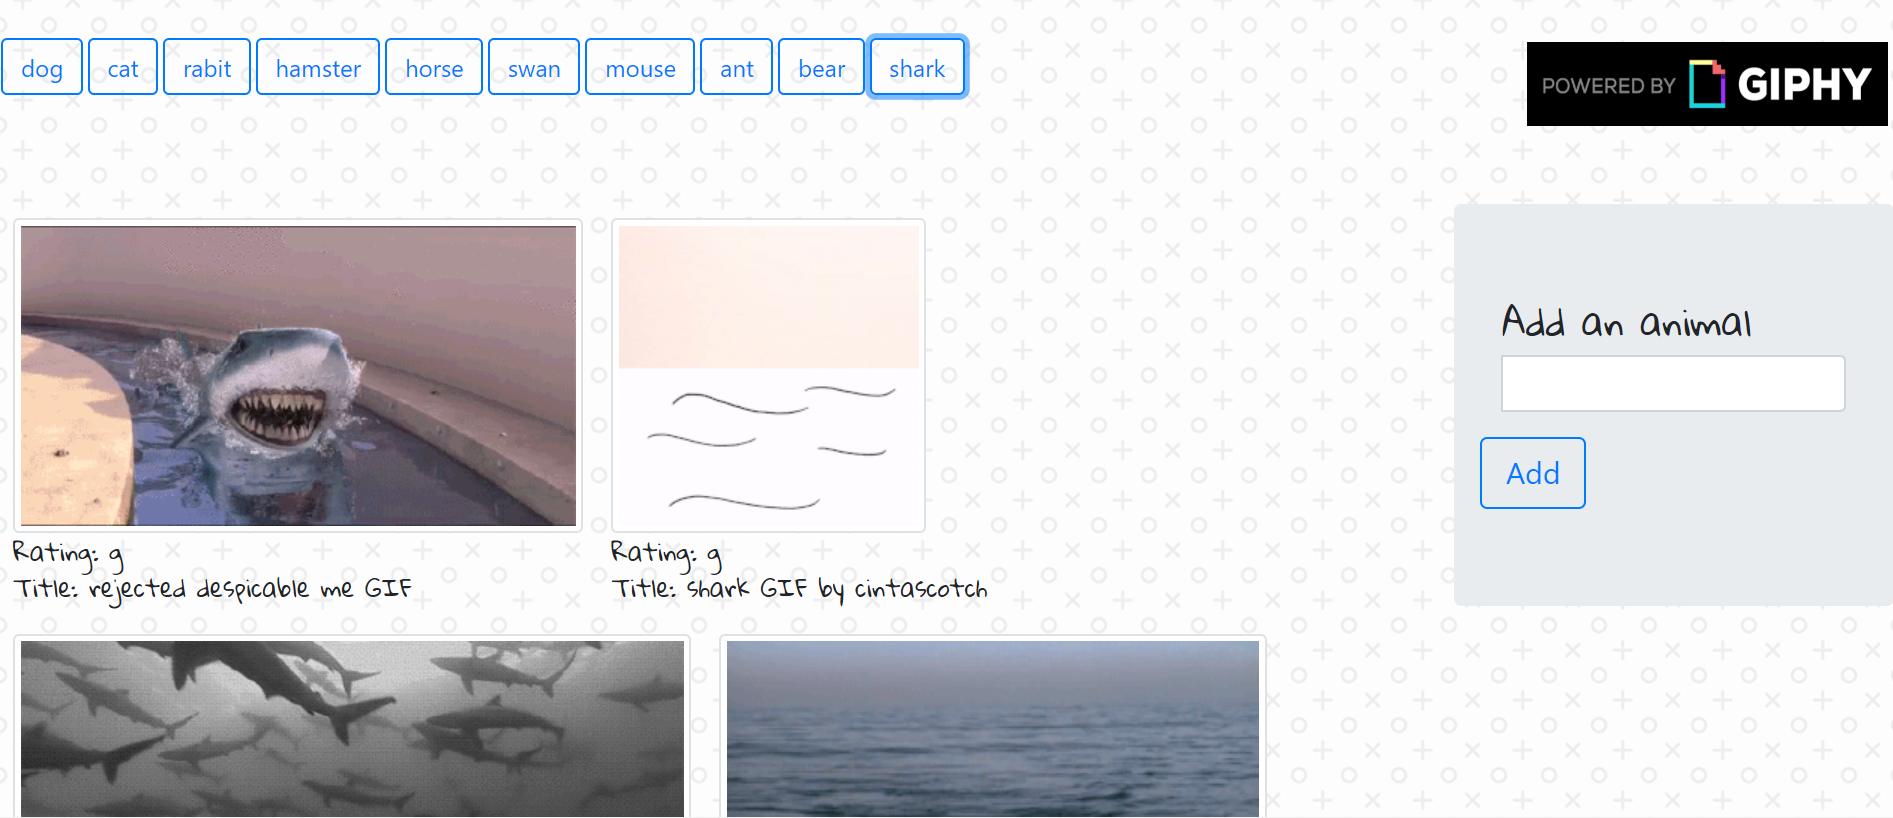 dog cat rabit hamster horse swan mouse ant bear shark
POWERED BY GIPHY
Add an animal
Add
Rating: g
Title: rejected despicable me GIF
Rating: g
Title: shark GIF by cintascotch